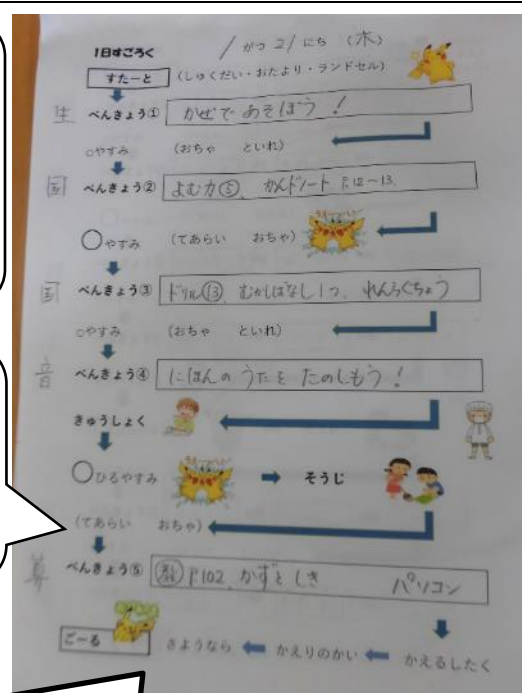 1日すごろく 1がつ21にち(水)
すたーと (しゅくだい・おたより・ランドセル)
生 べんきょう① かぜで あそぼう!
○やすみ (おちゃ といれ)
国 べんきょう② よむ力⑤、かんドノート P.12~13.
○やすみ (てあらい おちゃ)
国 べんきょう③ ドリル⑬、むかしばなし1つ、れんらくちょう
○やすみ (おちゃ といれ)
音 べんきょう④ にほんの うたを たのしもう!
きゅうしょく
○ひるやすみ そうじ
(てあらい おちゃ)
算 べんきょう⑤ 教 P102、かずと しき パソコン
ごーる さようなら かえりのかい かえるしたく